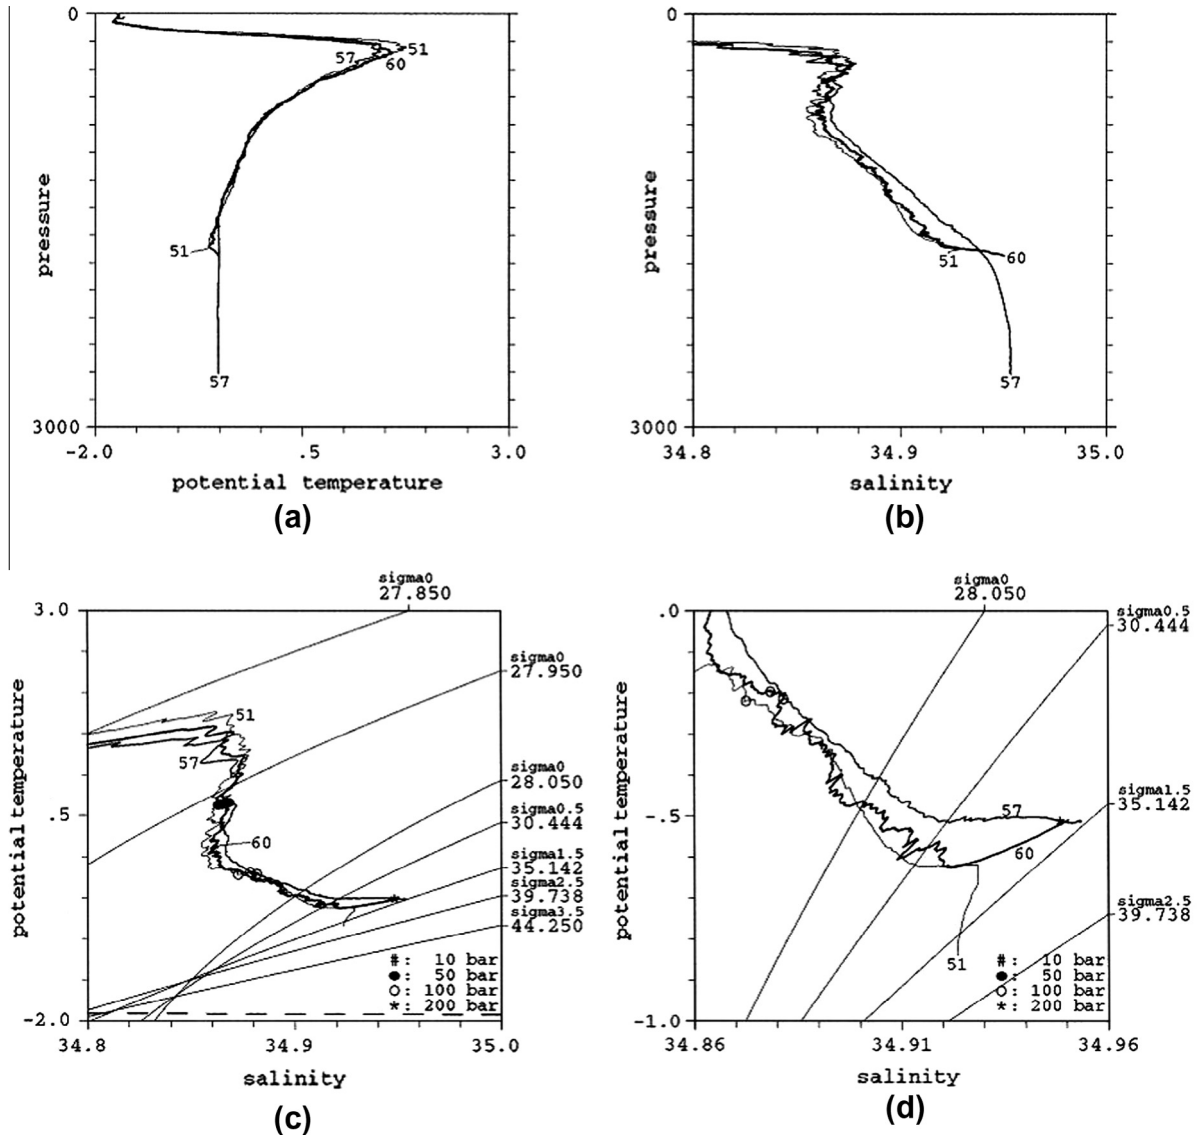 0
51
57
60
pressure
51
57
3000
-2.0 .5 3.0
potential temperature
(a)
0
pressure
51
60
57
3000
34.8 34.9 35.0
salinity
(b)
sigma0
27.850
3.0
sigma0
27.950
51
57
sigma0
28.050
potential temperature
.5
sigma0.5
30.444
60
sigma1.5
35.142
sigma2.5
39.738
sigma3.5
44.250
#: 10 bar
●: 50 bar
○: 100 bar
*: 200 bar
-2.0
34.8 34.9 35.0
salinity
(c)
sigma0
28.050
.0
sigma0.5
30.444
potential temperature
-.5
57
sigma1.5
35.142
60
sigma2.5
39.738
51
#: 10 bar
●: 50 bar
○: 100 bar
*: 200 bar
-1.0
34.86 34.91 34.96
salinity
(d)